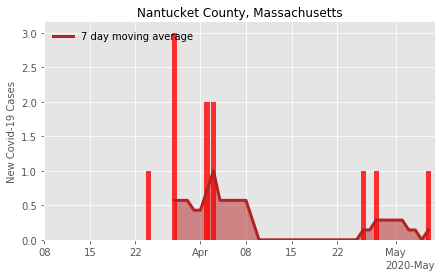 Nantucket County, Massachusetts
7 day moving average
New Covid-19 Cases
3.0
2.5
2.0
1.5
1.0
0.5
0.0
08 15 22 Apr 08 15 22 May
2020-May